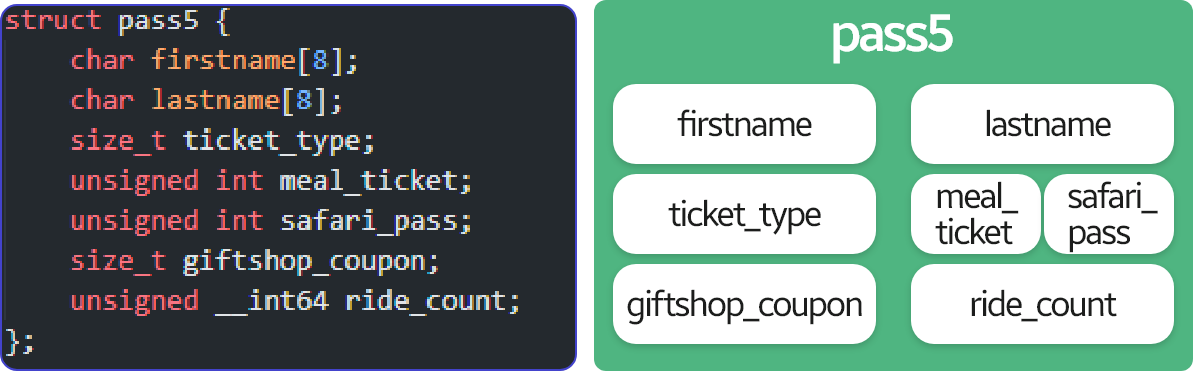 struct pass5 {
    char firstname[8];
    char lastname[8];
    size_t ticket_type;
    unsigned int meal_ticket;
    unsigned int safari_pass;
    size_t giftshop_coupon;
    unsigned __int64 ride_count;
};
pass5
firstname
lastname
ticket_type
meal_
ticket
safari_
pass
giftshop_coupon
ride_count